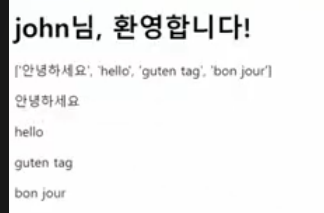 john님, 환영합니다!
['안녕하세요', 'hello', 'guten tag', 'bon jour']
안녕하세요
hello
guten tag
bon jour